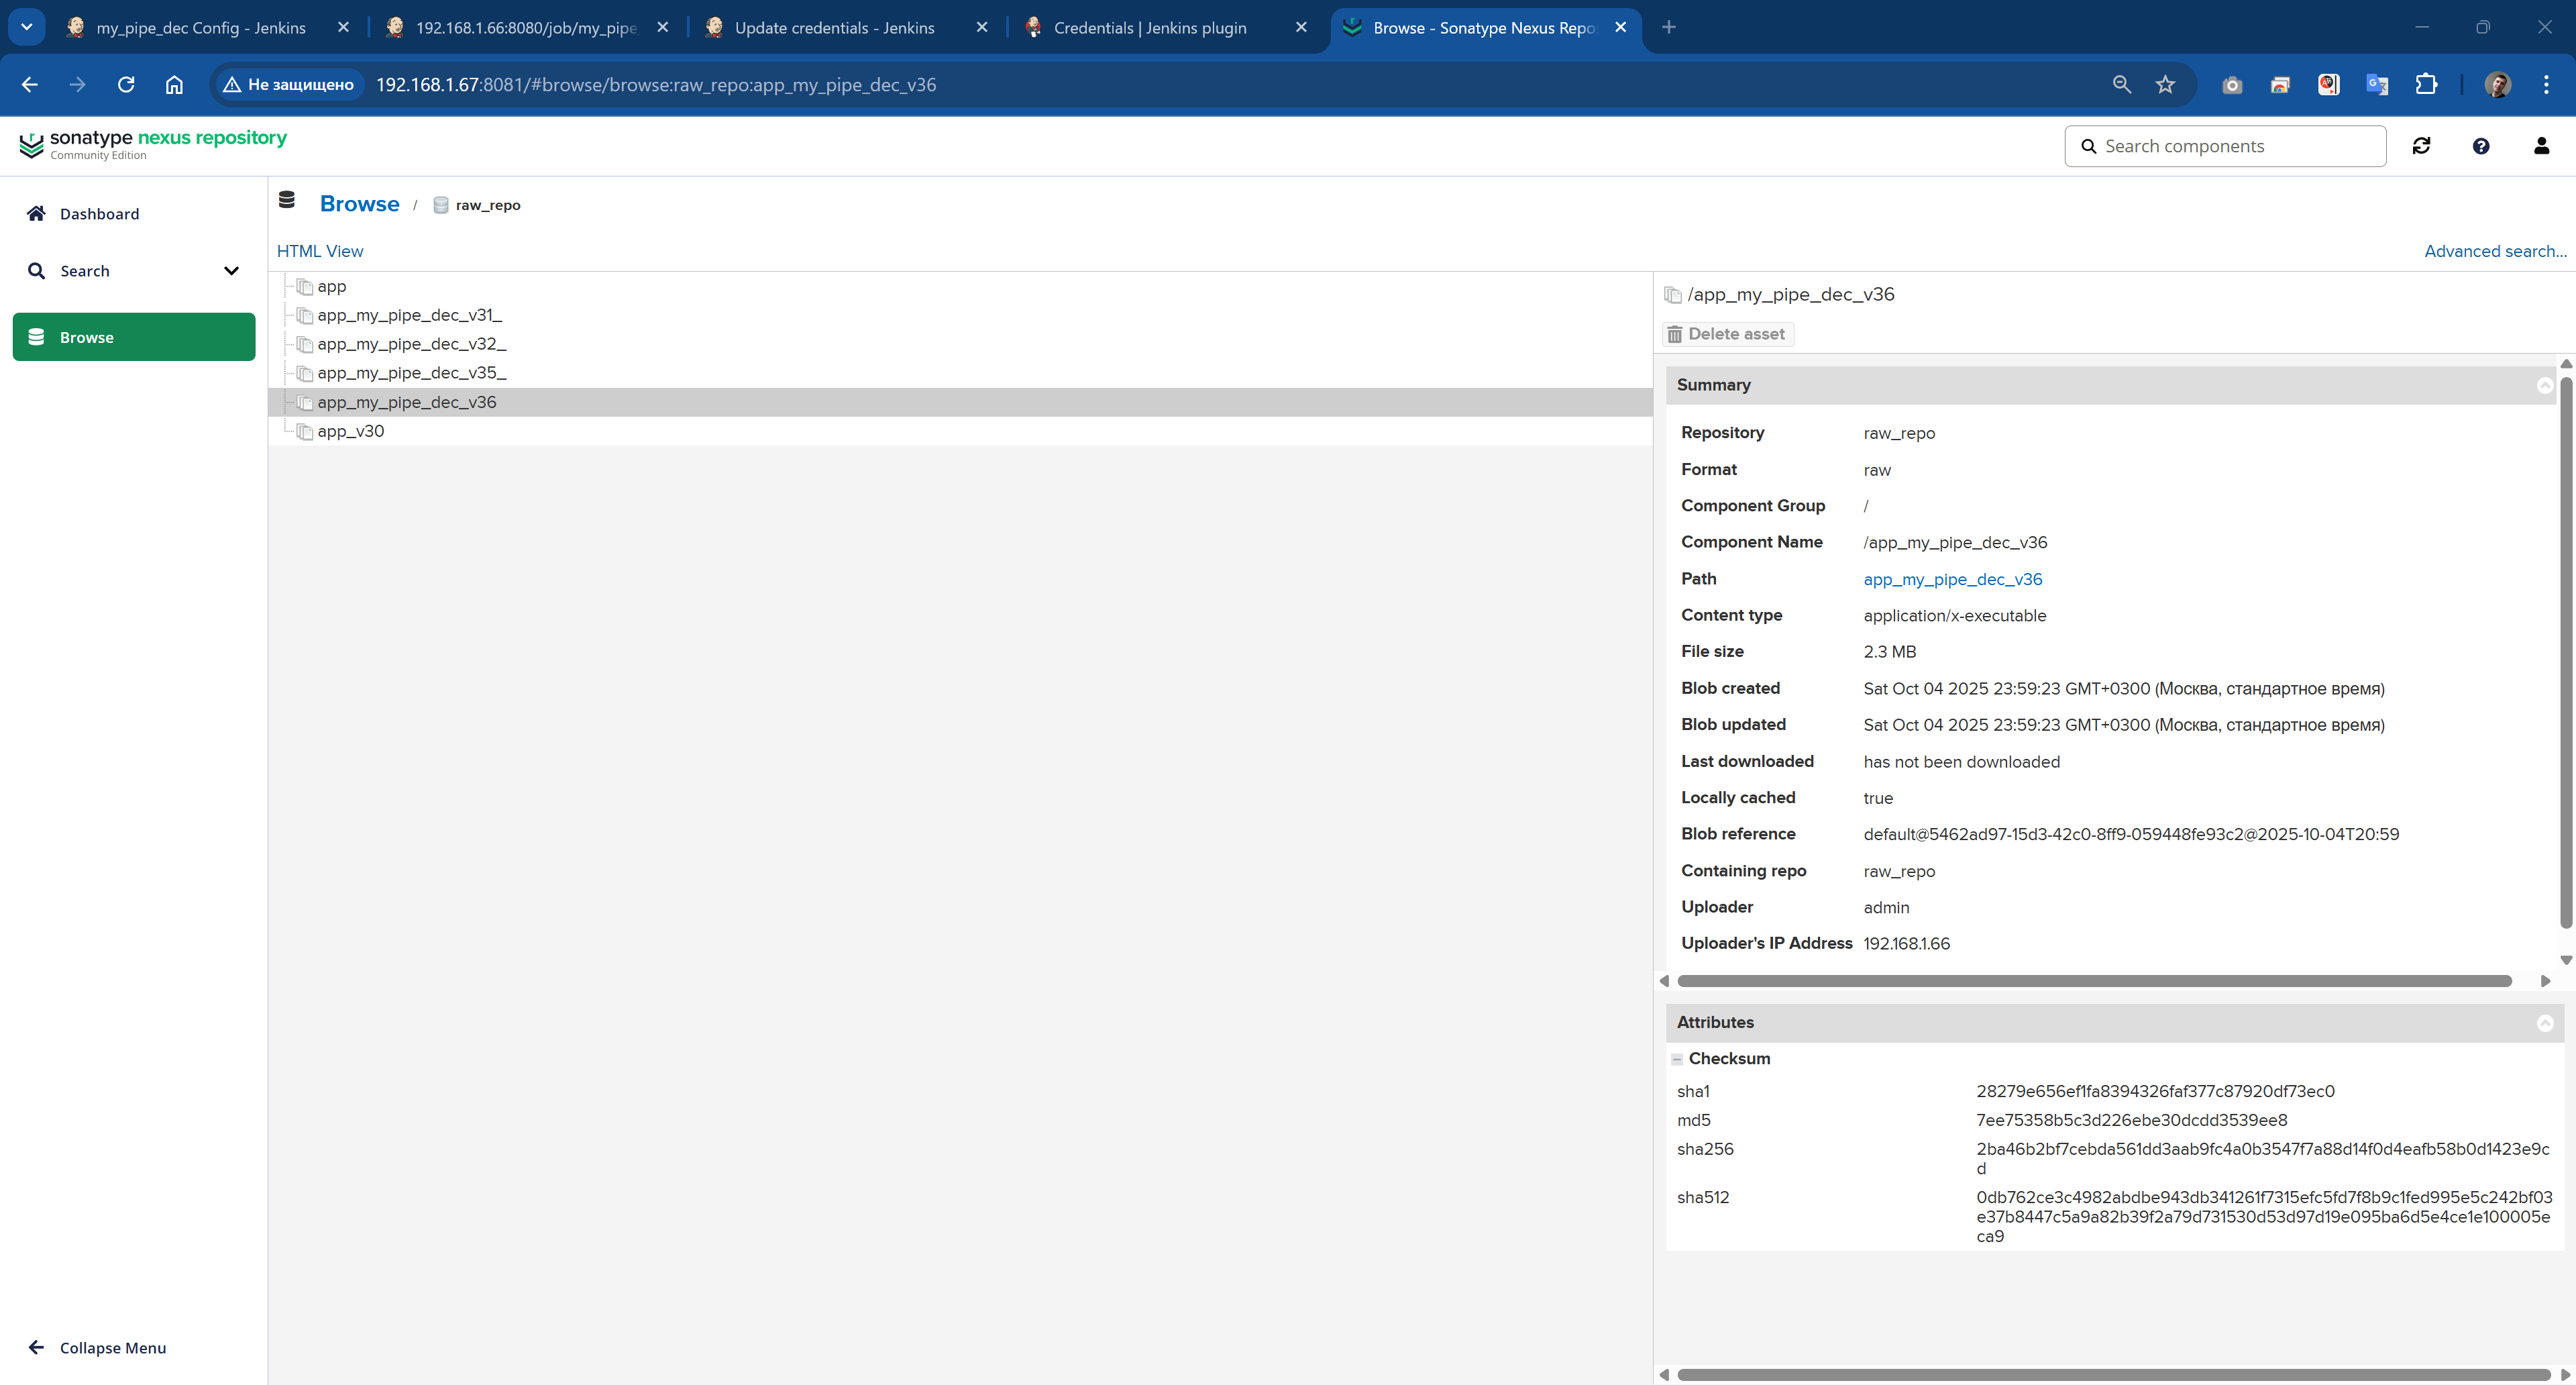 my_pipe_dec Config - Jenkins
192.168.1.66:8080/job/my_pipe
Update credentials - Jenkins
Credentials | Jenkins plugin
Browse - Sonatype Nexus Repo
Не защищено
192.168.1.67:8081/#browse/browse:raw_repo:app_my_pipe_dec_v36
sonatype nexus repository
Community Edition
Search components
Dashboard
Search
Browse
Collapse Menu
Browse / raw_repo
HTML View
Advanced search...
app
app_my_pipe_dec_v31_
app_my_pipe_dec_v32_
app_my_pipe_dec_v35_
app_my_pipe_dec_v36
app_v30
/app_my_pipe_dec_v36
Delete asset
Summary
Repository raw_repo
Format raw
Component Group /
Component Name /app_my_pipe_dec_v36
Path app_my_pipe_dec_v36
Content type application/x-executable
File size 2.3 MB
Blob created Sat Oct 04 2025 23:59:23 GMT+0300 (Москва, стандартное время)
Blob updated Sat Oct 04 2025 23:59:23 GMT+0300 (Москва, стандартное время)
Last downloaded has not been downloaded
Locally cached true
Blob reference default@5462ad97-15d3-42c0-8ff9-059448fe93c2@2025-10-04T20:59
Containing repo raw_repo
Uploader admin
Uploader's IP Address 192.168.1.66
Attributes
Checksum
sha1 28279e656ef1fa8394326faf377c87920df73ec0
md5 7ee75358b5c3d226ebe30dcdd3539ee8
sha256 2ba46b2bf7cebda561dd3aab9fc4a0b3547f7a88d14f0d4eafb58b0d1423e9c
d
sha512 0db762ce3c4982abdbe943db341261f7315efc5fd7f8b9c1fed995e5c242bf03
e37b8447c5a9a82b39f2a79d731530d53d97d19e095ba6d5e4ce1e100005e
ca9